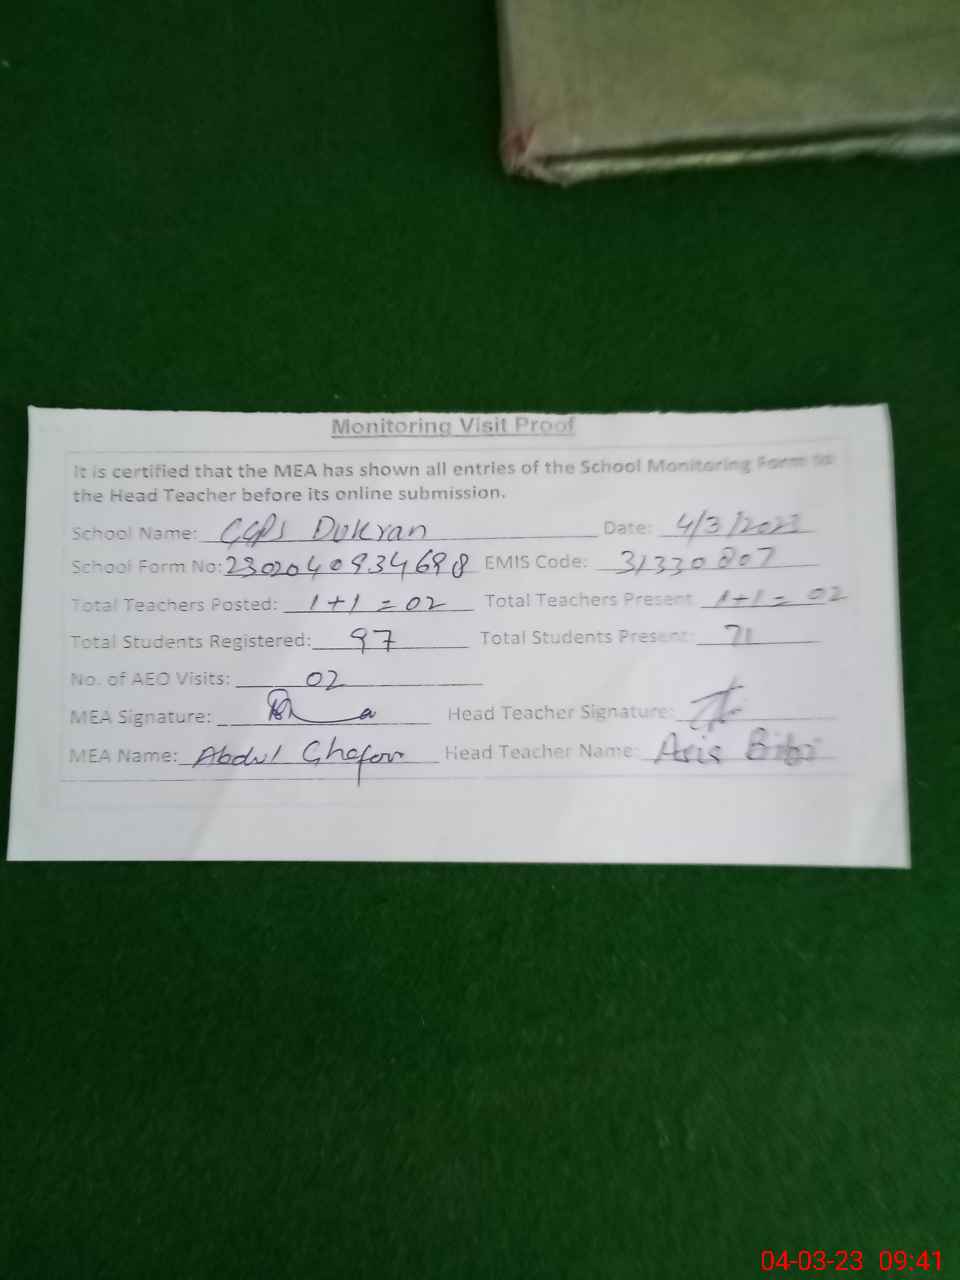 Monitoring Visit Proof
It is certified that the MEA has shown all entries of the School Monitoring Form to
the Head Teacher before its online submission.
School Name: GGPS Dukran Date: 4/3/2023
School Form No: 2302040934698 EMIS Code: 31330807
Total Teachers Posted: 1+1=02 Total Teachers Present 1+1=02
Total Students Registered: 97 Total Students Present: 71
No. of AEO Visits: 02
MEA Signature: Head Teacher Signature:
MEA Name: Abdul Ghafoor Head Teacher Name: Asis Bibi
04-03-23 09:41